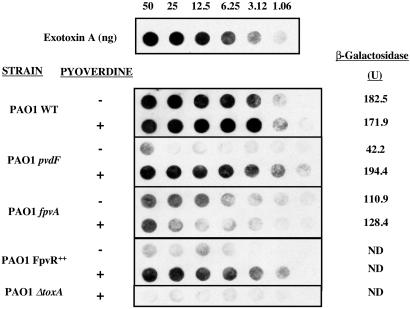 50 25 12.5 6.25 3.12 1.06
Exotoxin A (ng)
β-Galactosidase
STRAIN PYOVERDINE (U)
PAO1 WT - 182.5
+ 171.9
PAO1 pvdF - 42.2
+ 194.4
PAO1 fpvA - 110.9
+ 128.4
PAO1 FpvR++ - ND
+ ND
PAO1 ΔtoxA + ND